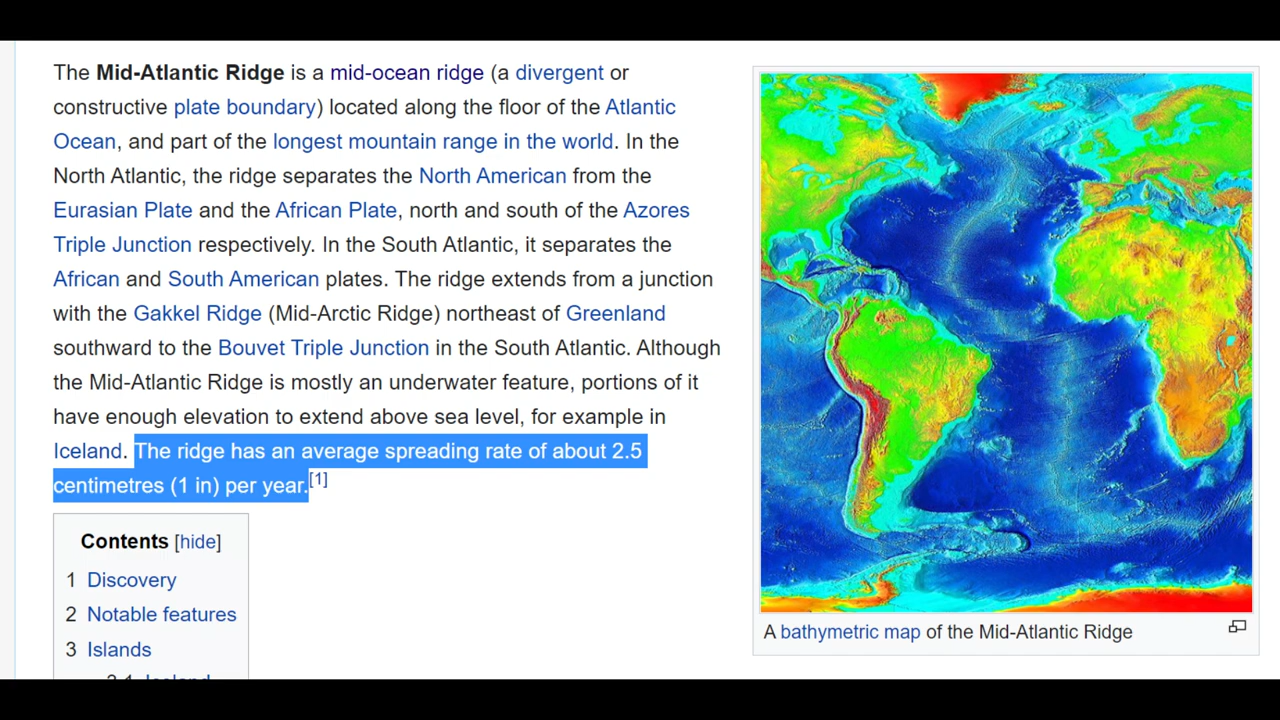 The Mid-Atlantic Ridge is a mid-ocean ridge (a divergent or
constructive plate boundary) located along the floor of the Atlantic
Ocean, and part of the longest mountain range in the world. In the
North Atlantic, the ridge separates the North American from the
Eurasian Plate and the African Plate, north and south of the Azores
Triple Junction respectively. In the South Atlantic, it separates the
African and South American plates. The ridge extends from a junction
with the Gakkel Ridge (Mid-Arctic Ridge) northeast of Greenland
southward to the Bouvet Triple Junction in the South Atlantic. Although
the Mid-Atlantic Ridge is mostly an underwater feature, portions of it
have enough elevation to extend above sea level, for example in
Iceland. The ridge has an average spreading rate of about 2.5
centimetres (1 in) per year.[1]
Contents [hide]
1 Discovery
2 Notable features
3 Islands
3.1 Iceland
A bathymetric map of the Mid-Atlantic Ridge